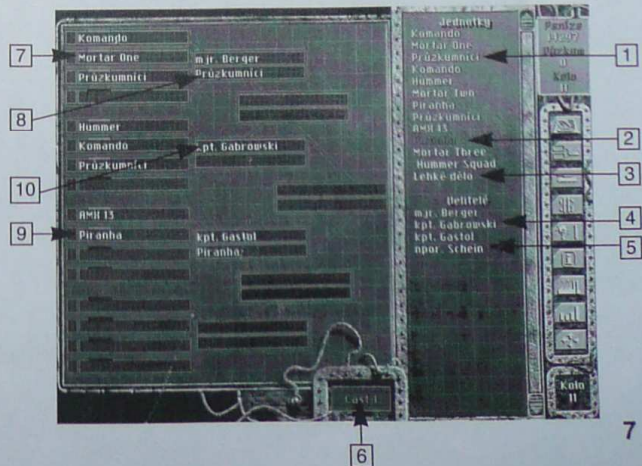 Komando
Mortar One
Průzkumníci
Hummer
Komando
Průzkumníci
AMX 13
Piranha
mjr. Berger
Průzkumníci
kpt. Gabrowski
kpt. Gastol
Piranha
Jednotky
Komando
Mortar One
Průzkumníci
Komando
Hummer
Mortar Two
Piranha
Průzkumníci
AMX 13
Mortar Three
Hummer Squad
Lehké dělo
Velitelé
mjr. Berger
kpt. Gabrowski
kpt. Gastol
npor. Schein
Peníze
Průzkum
Kolo
11
Kolo
11
Část 1
7
8
10
9
1
2
3
4
5
6
7